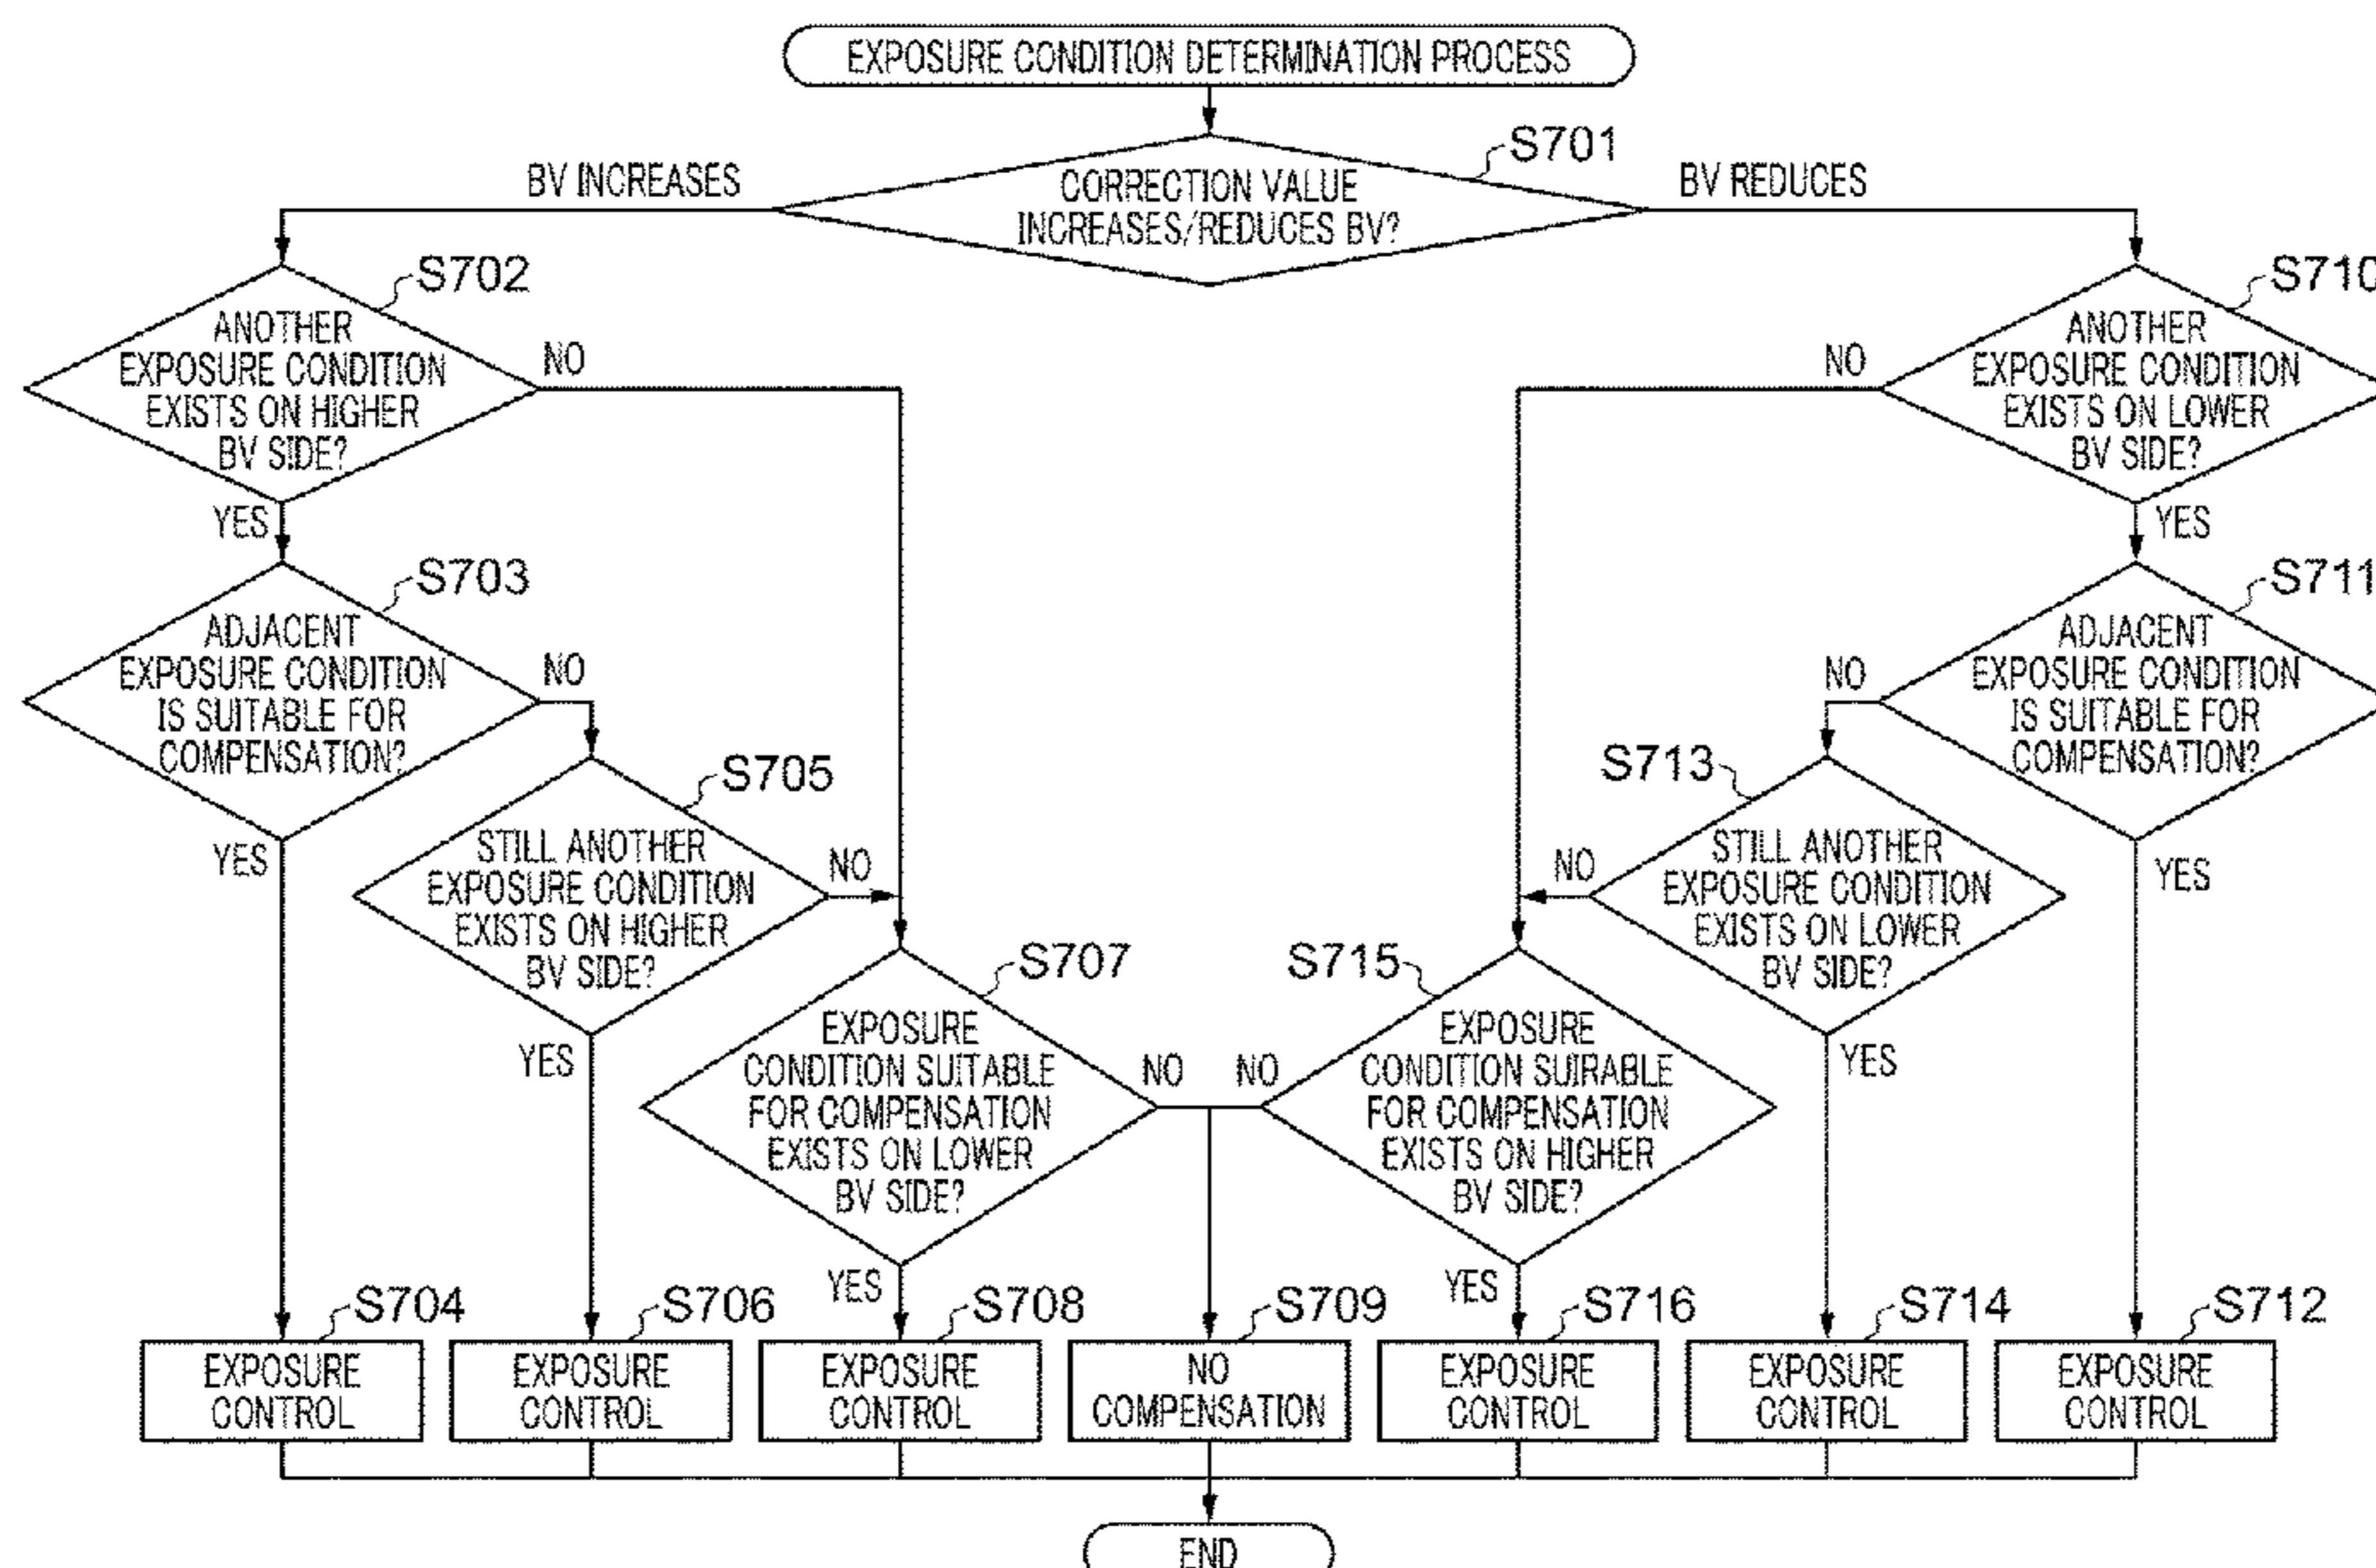 EXPOSURE CONDITION DETERMINATION PROCESS
S701
BV INCREASES
CORRECTION VALUE
INCREASES/REDUCES BV?
BV REDUCES
S702
ANOTHER
EXPOSURE CONDITION
EXISTS ON HIGHER
BV SIDE?
NO
YES
S710
ANOTHER
EXPOSURE CONDITION
EXISTS ON LOWER
BV SIDE?
NO
YES
S703
ADJACENT
EXPOSURE CONDITION
IS SUITABLE FOR
COMPENSATION?
NO
YES
S711
ADJACENT
EXPOSURE CONDITION
IS SUITABLE FOR
COMPENSATION?
NO
YES
S705
STILL ANOTHER
EXPOSURE CONDITION
EXISTS ON HIGHER
BV SIDE?
NO
YES
S713
STILL ANOTHER
EXPOSURE CONDITION
EXISTS ON LOWER
BV SIDE?
NO
YES
S707
EXPOSURE
CONDITION SUITABLE
FOR COMPENSATION
EXISTS ON LOWER
BV SIDE?
NO
YES
S715
EXPOSURE
CONDITION SUIRABLE
FOR COMPENSATION
EXISTS ON HIGHER
BV SIDE?
NO
YES
S704
EXPOSURE
CONTROL
S706
EXPOSURE
CONTROL
S708
EXPOSURE
CONTROL
S709
NO
COMPENSATION
S716
EXPOSURE
CONTROL
S714
EXPOSURE
CONTROL
S712
EXPOSURE
CONTROL
END